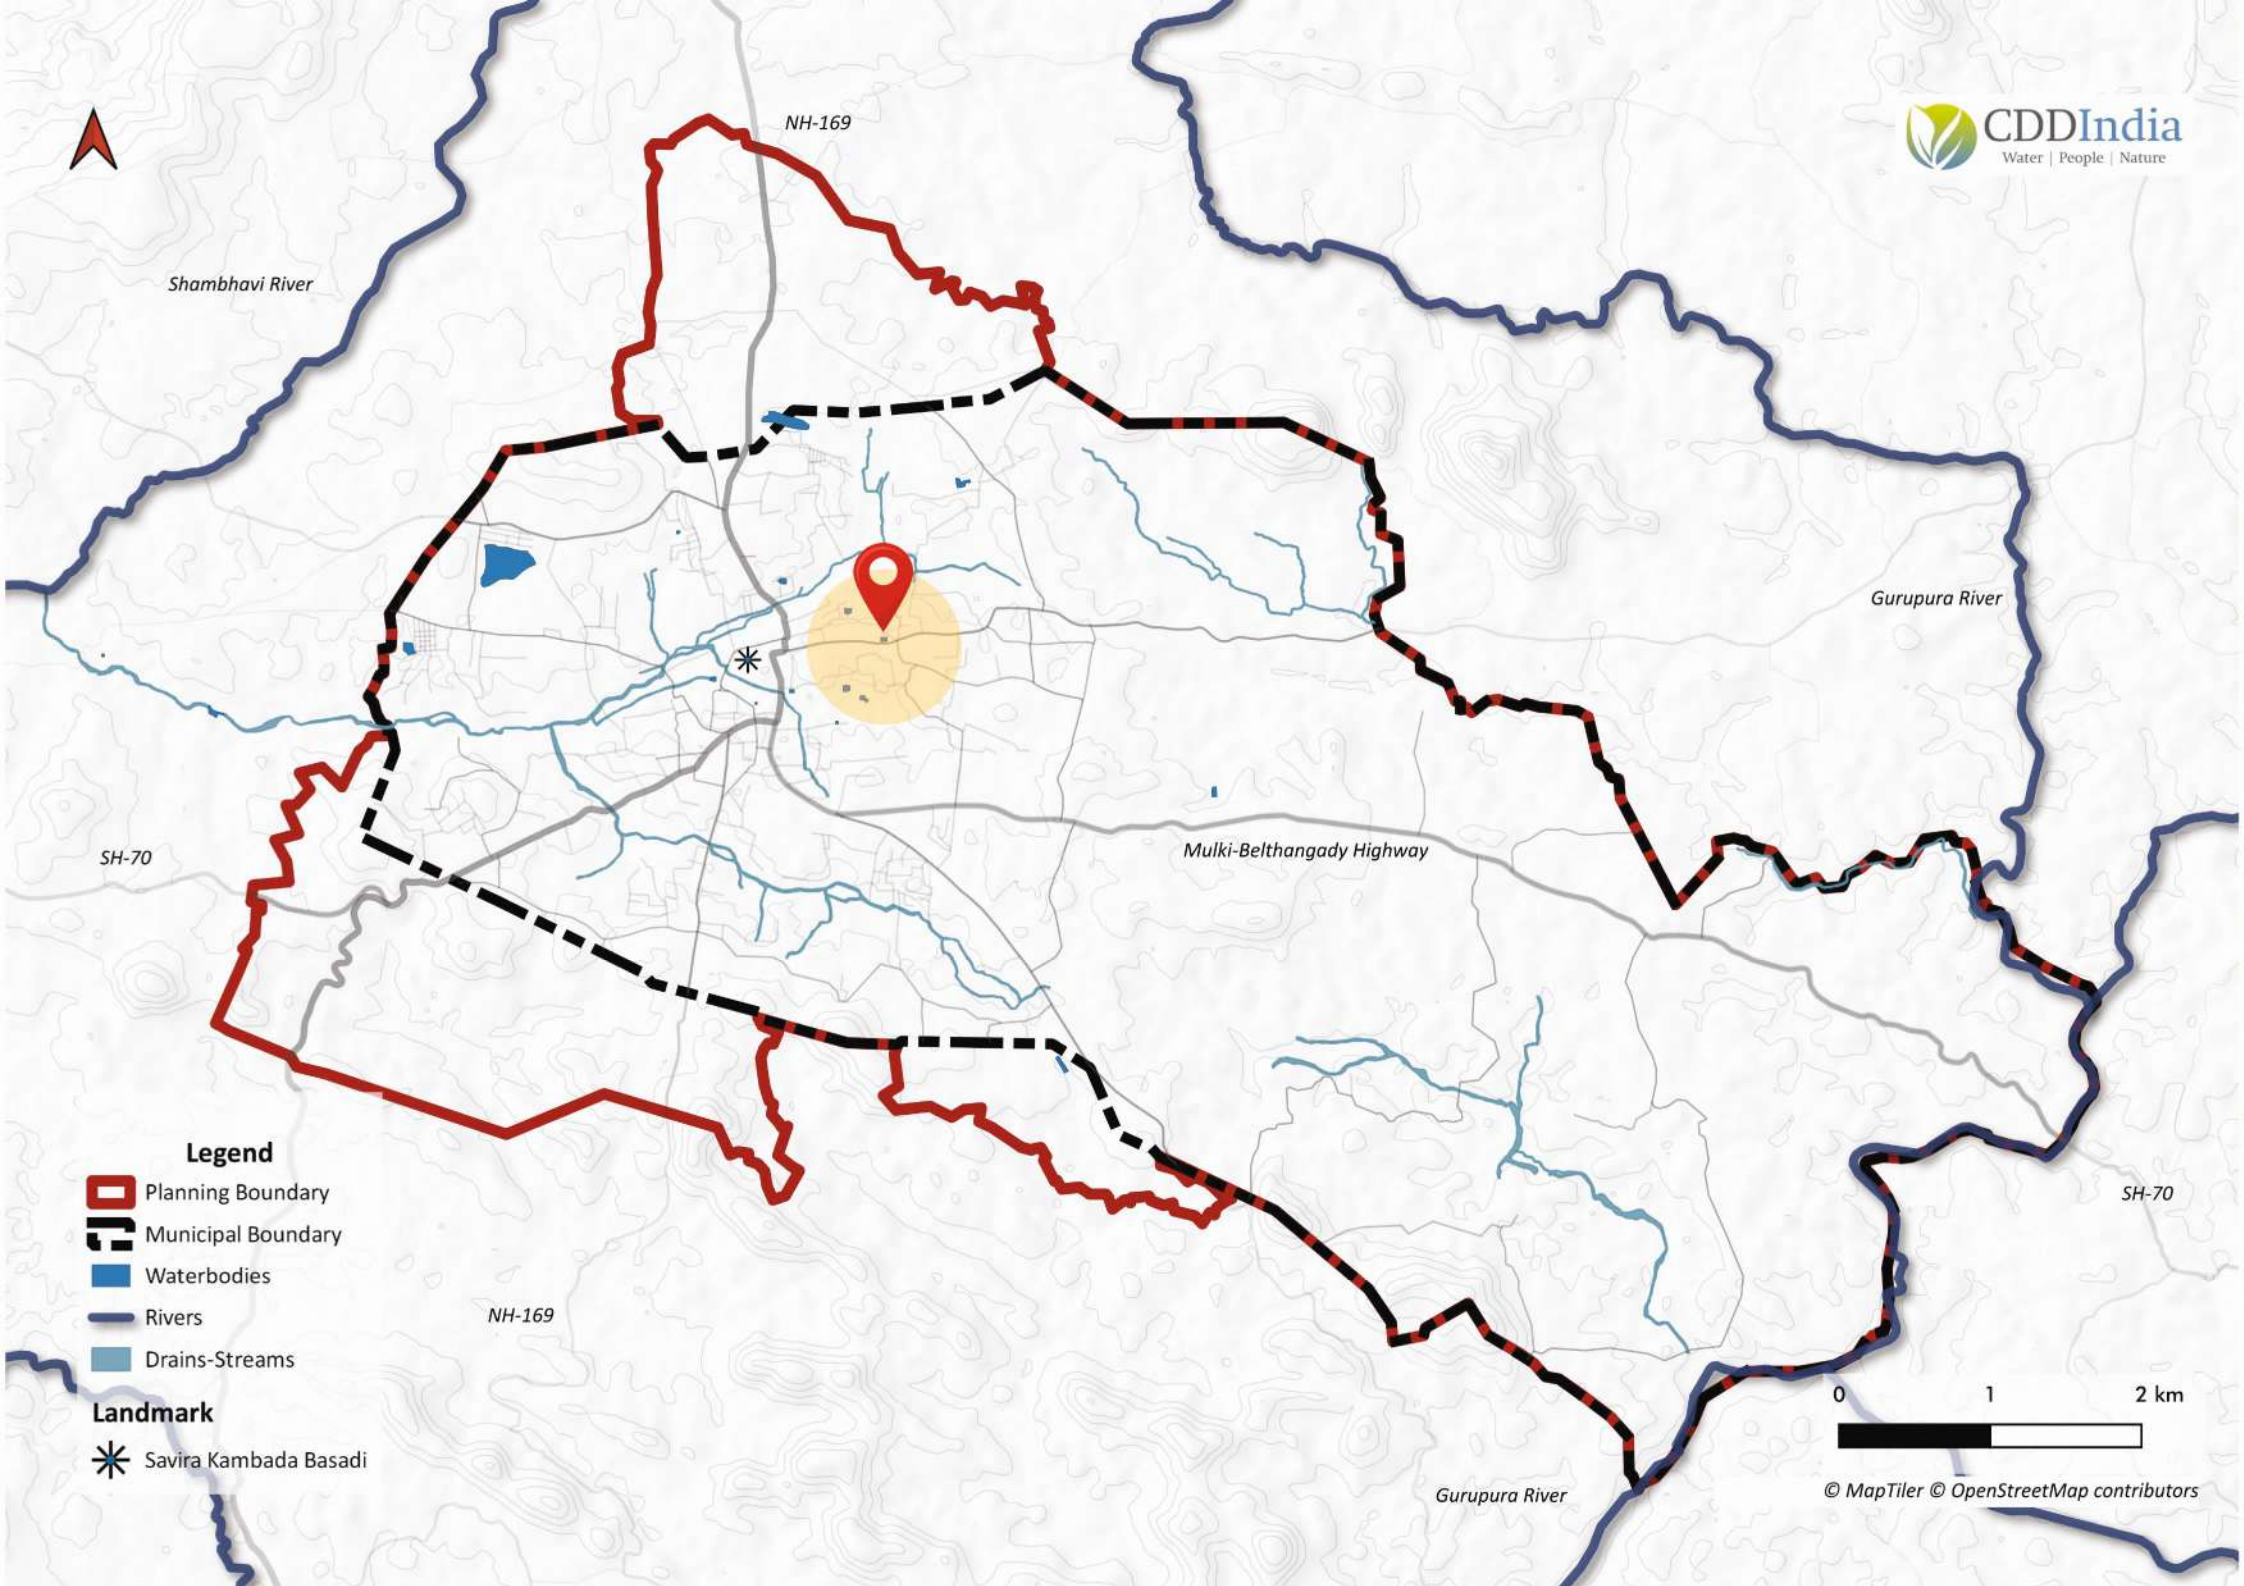 NH-169
CDDIndia
Water | People | Nature
Shambhavi River
Gurupura River
SH-70
Mulki-Belthangady Highway
SH-70
NH-169
Gurupura River
Legend
Planning Boundary
Municipal Boundary
Waterbodies
Rivers
Drains-Streams
Landmark
Savira Kambada Basadi
0 1 2 km
© MapTiler © OpenStreetMap contributors